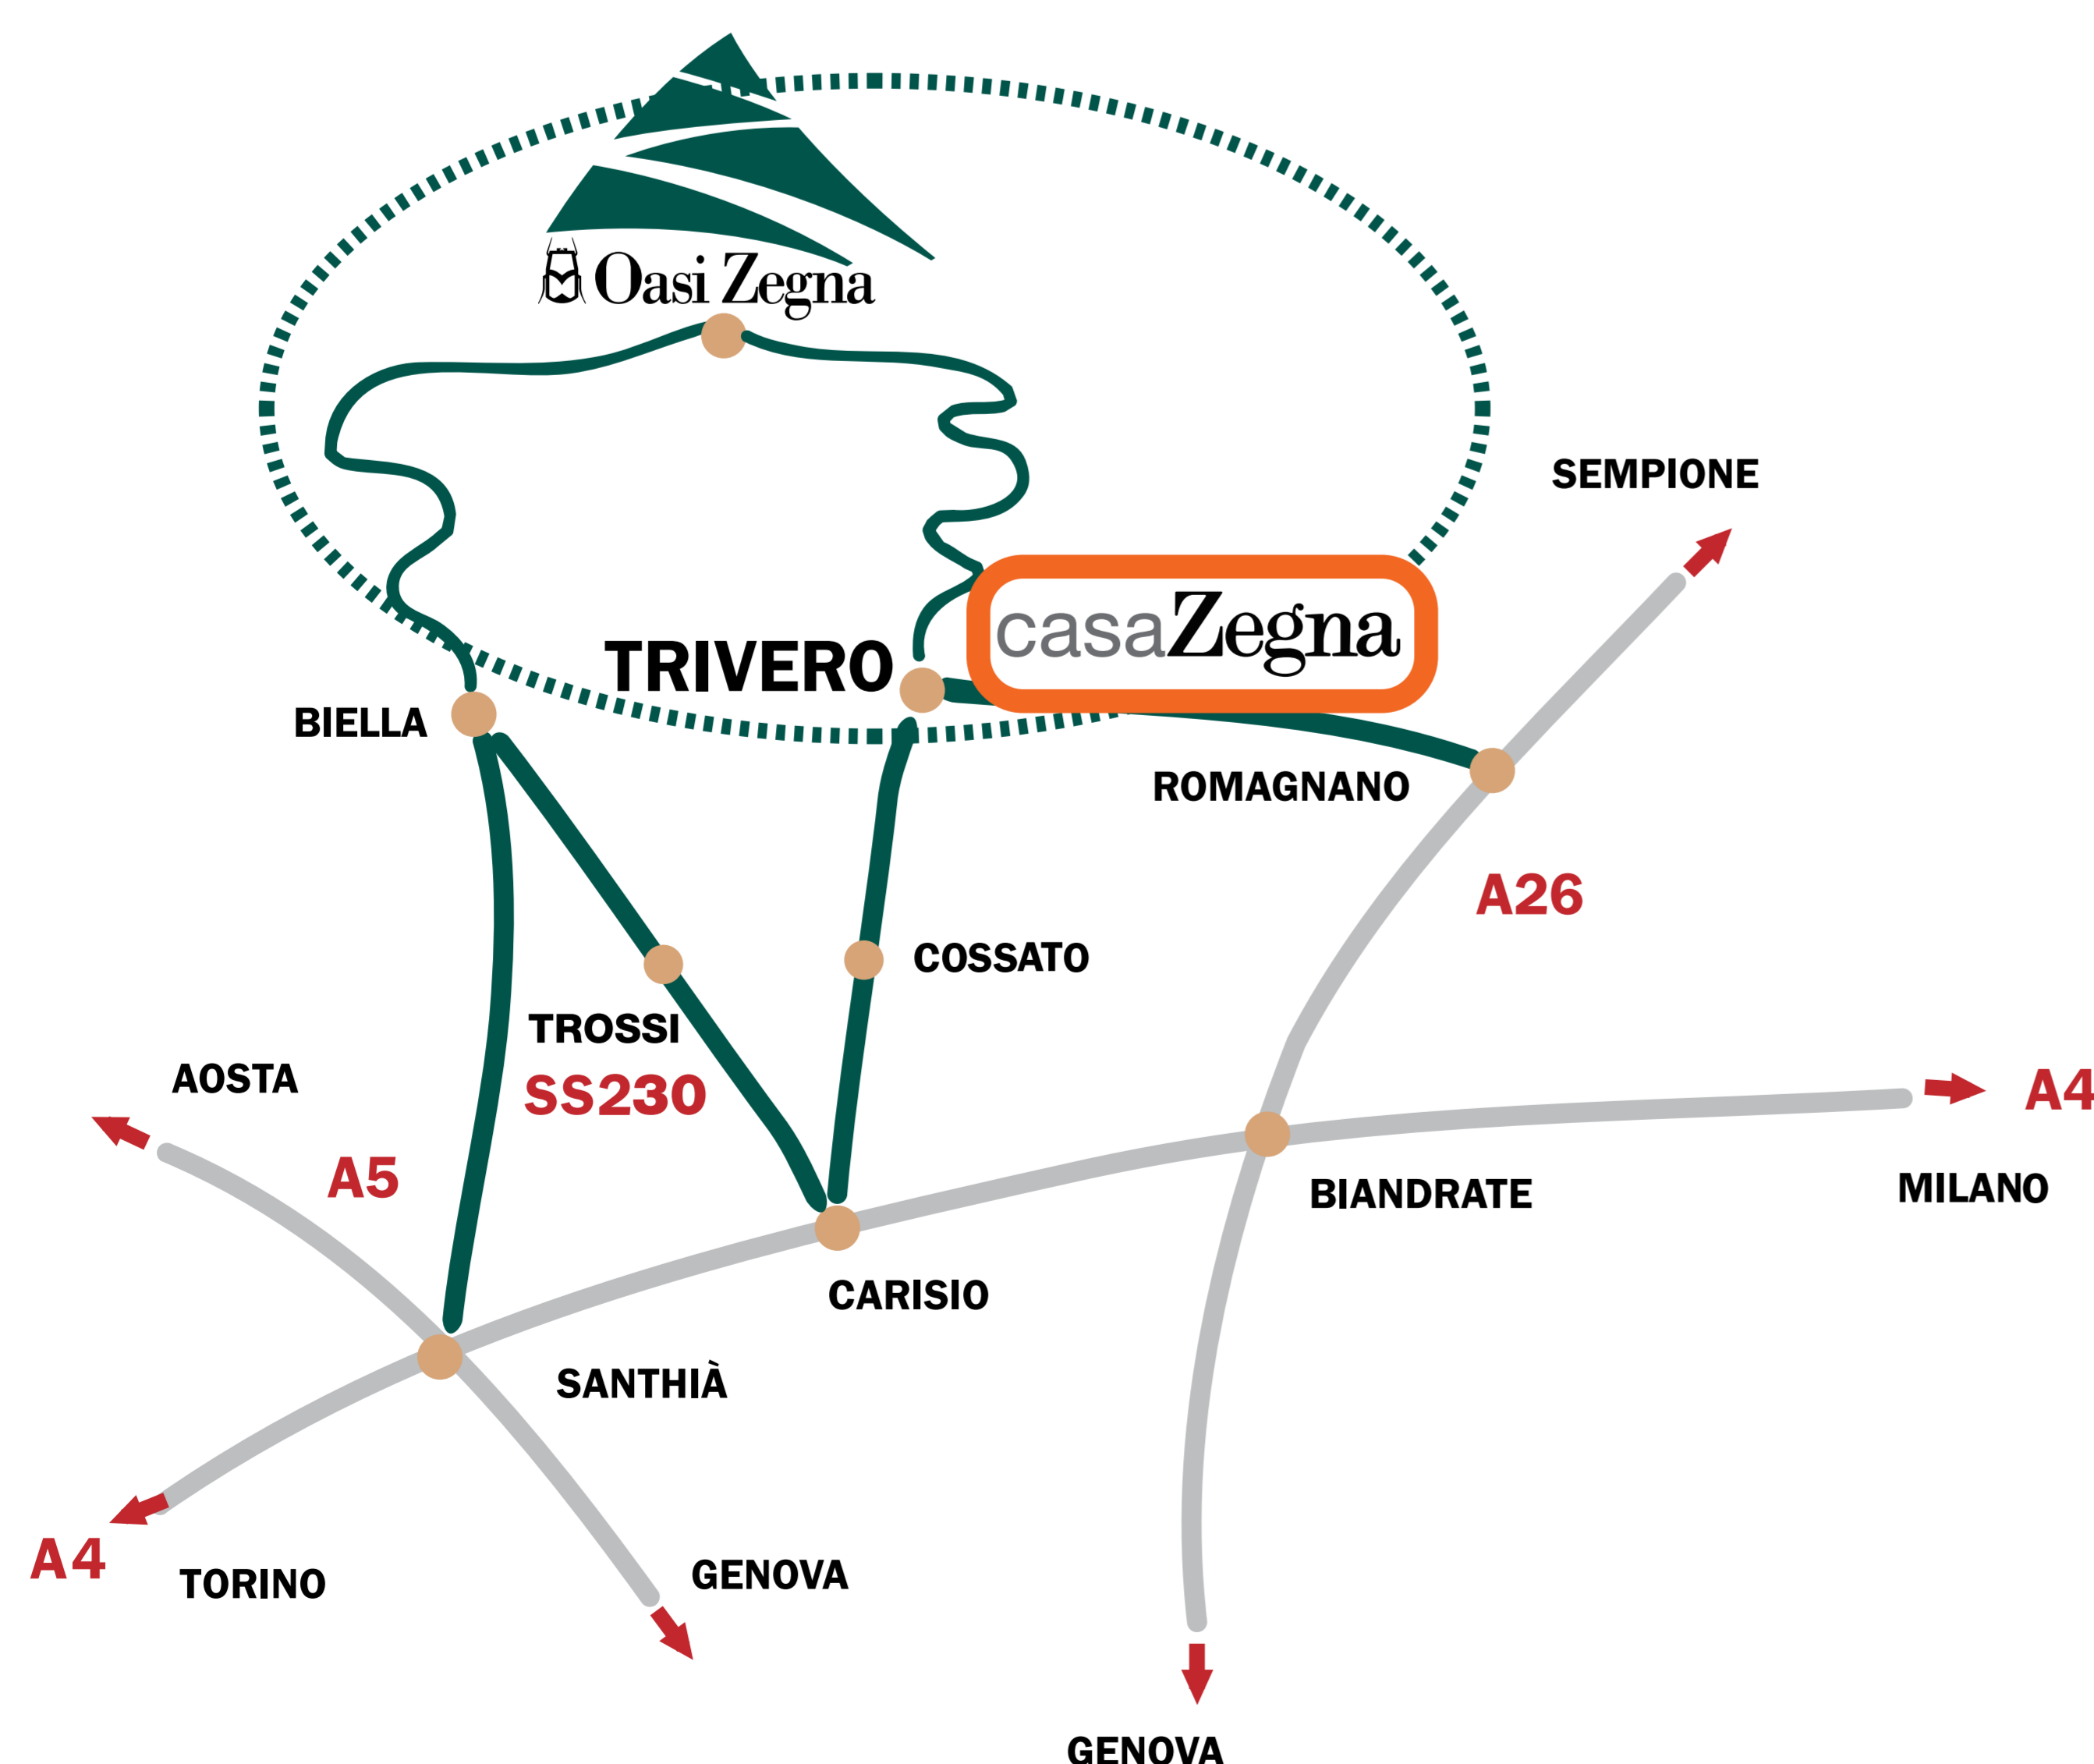 Oasi Zegna
SEMPIONE
casaZegna
TRIVERO
BIELLA
ROMAGNANO
A26
COSSATO
TROSSI
SS230
AOSTA
A5
A4
MILANO
BIANDRATE
CARISIO
SANTHIÀ
A4
TORINO
GENOVA
GENOVA